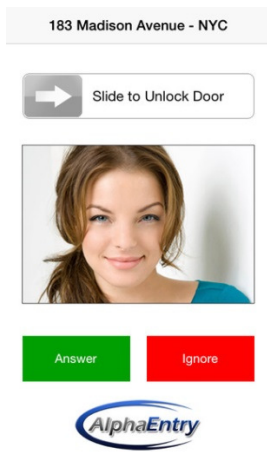 183 Madison Avenue - NYC
Slide to Unlock Door
Answer
Ignore
AlphaEntry